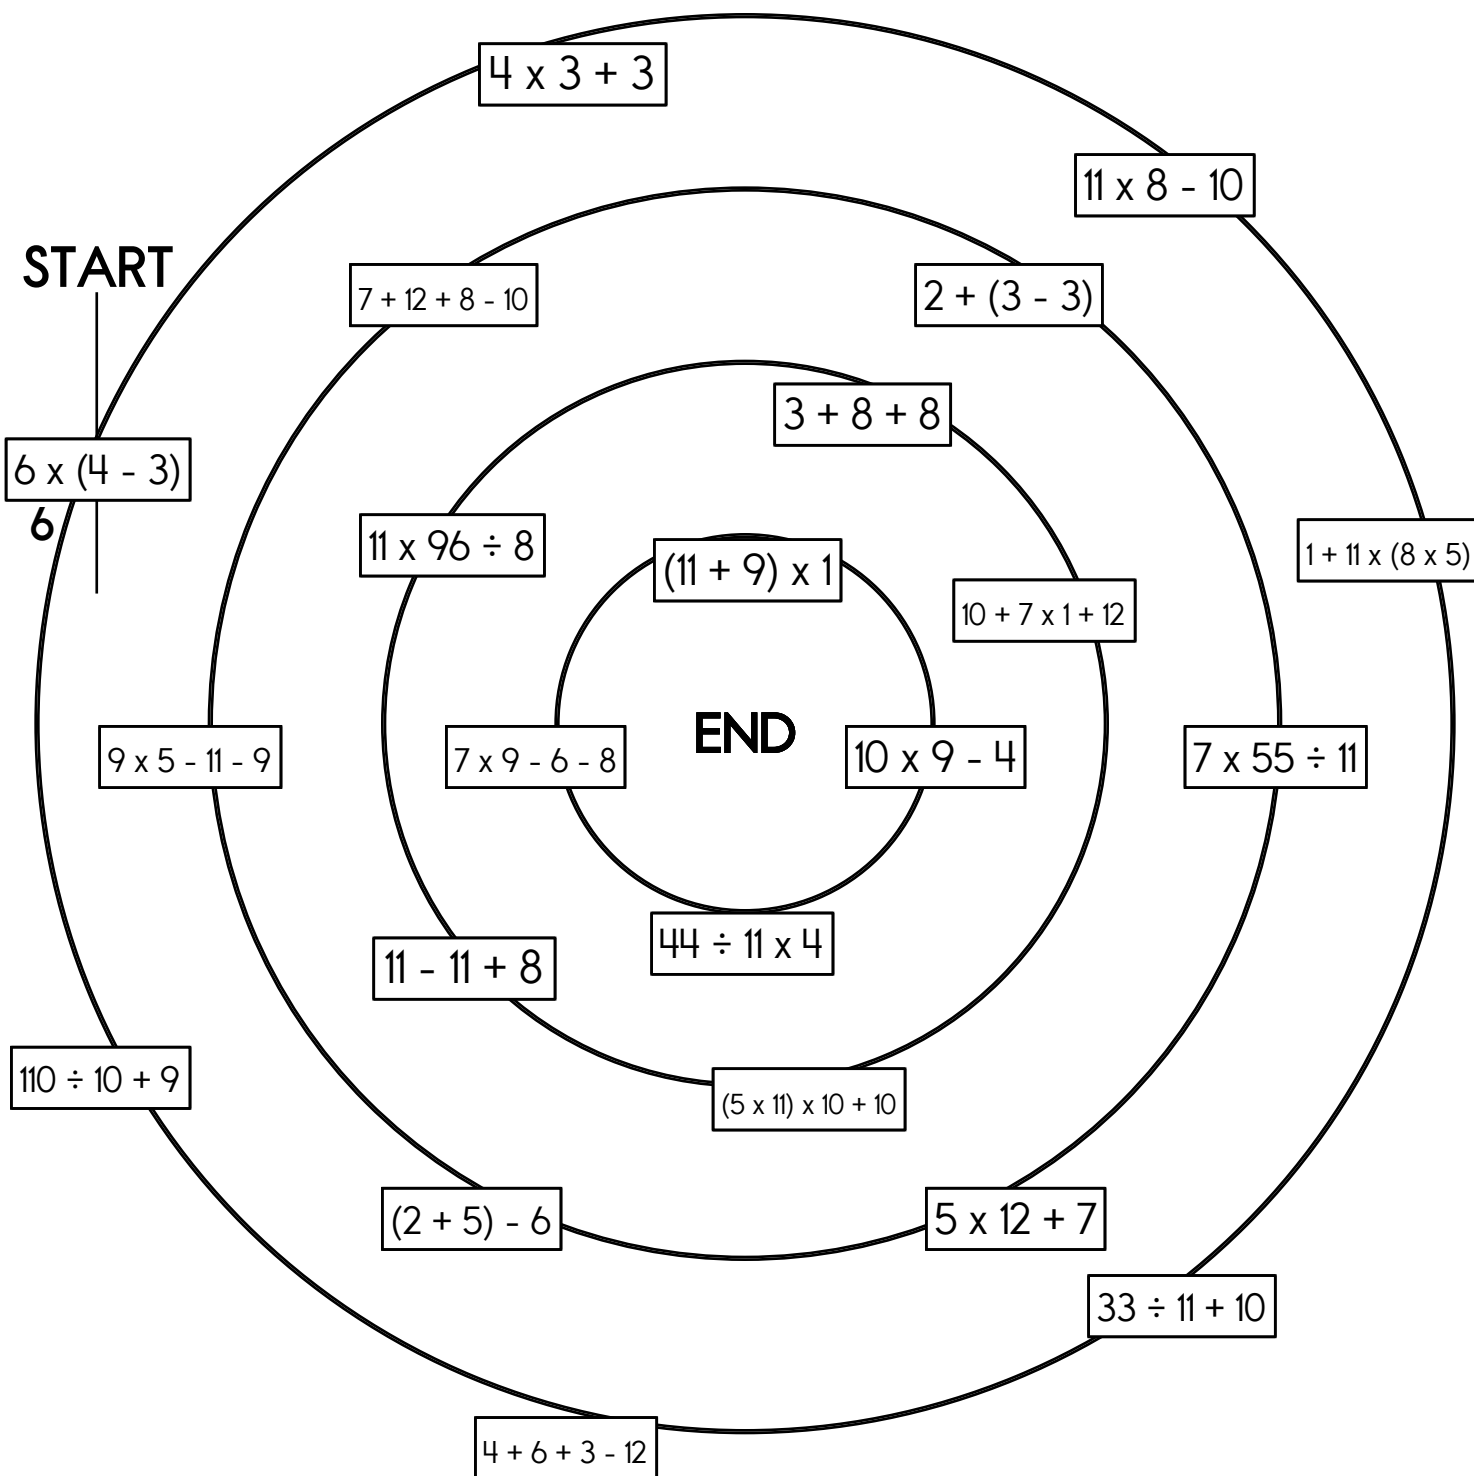 4 x 3 + 3
11 x 8 - 10
START
7 + 12 + 8 - 10
2 + (3 - 3)
3 + 8 + 8
6 x (4 - 3)
6
11 x 96 ÷ 8
1 + 11 x (8 x 5)
(11 + 9) x 1
10 + 7 x 1 + 12
END
9 x 5 - 11 - 9
7 x 9 - 6 - 8
10 x 9 - 4
7 x 55 ÷ 11
44 ÷ 11 x 4
11 - 11 + 8
110 ÷ 10 + 9
(5 x 11) x 10 + 10
(2 + 5) - 6
5 x 12 + 7
33 ÷ 11 + 10
4 + 6 + 3 - 12